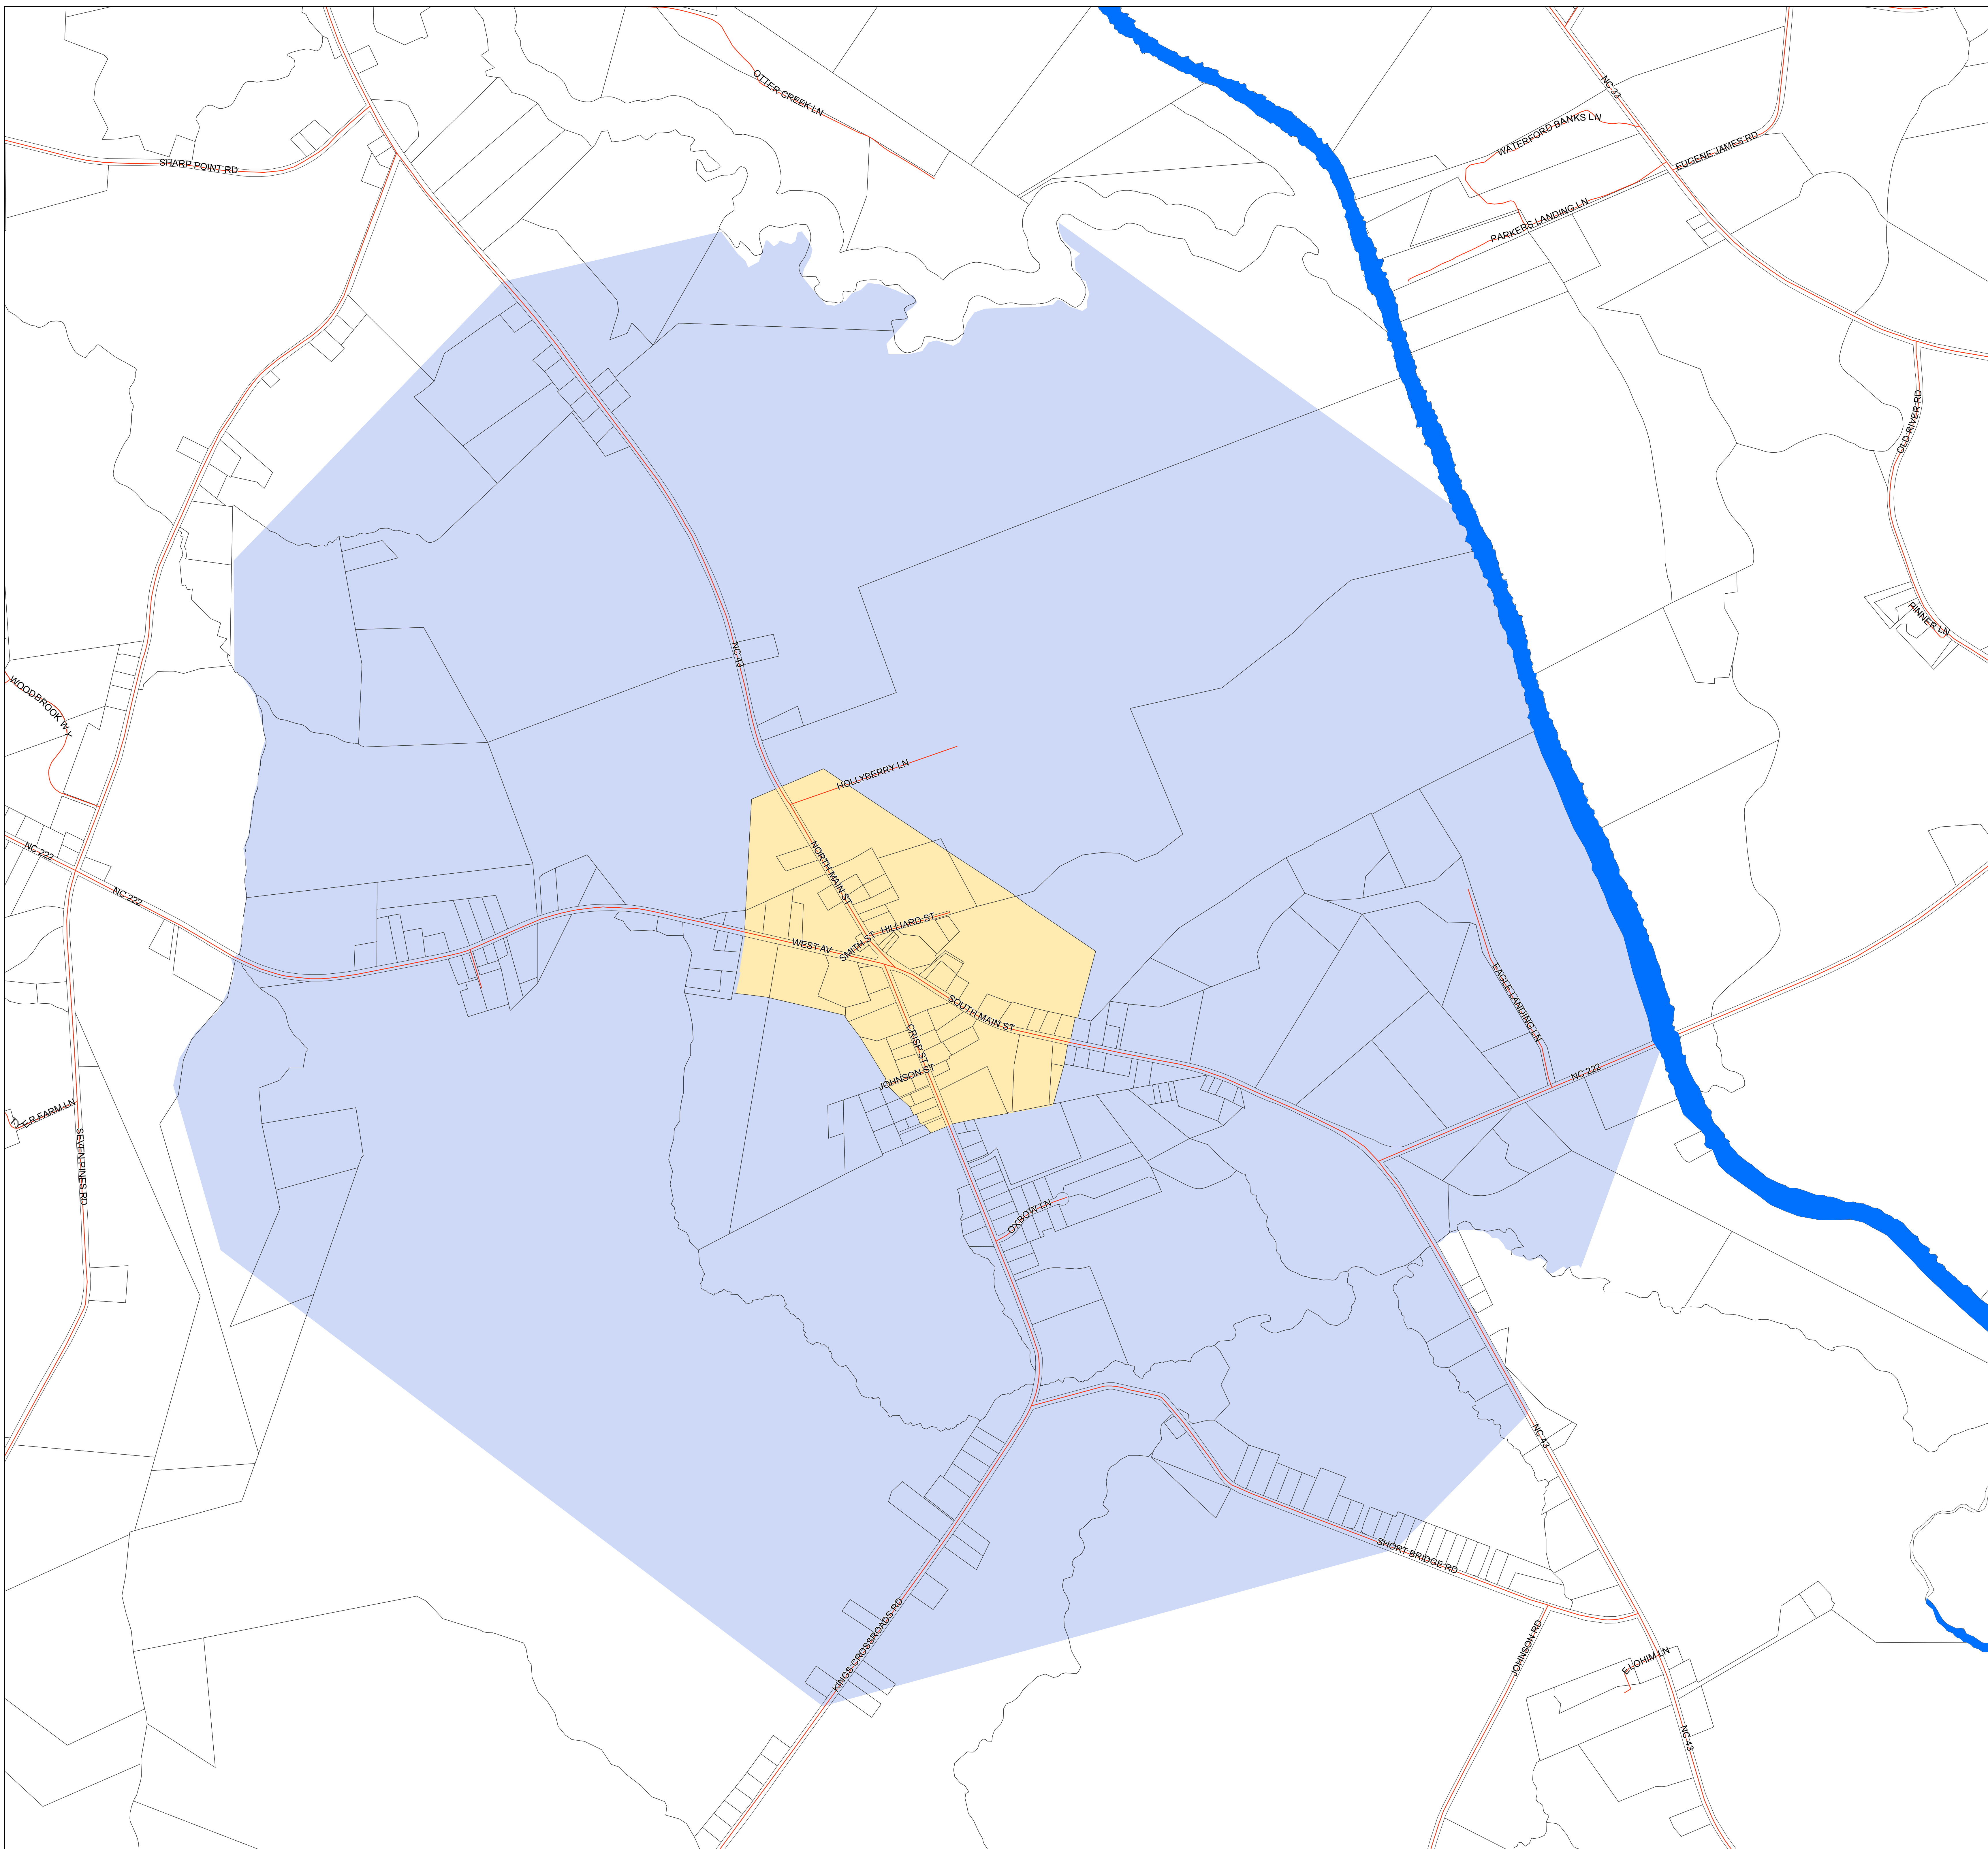 OTTER CREEK LN
NC 33
WATERFORD BANKS LN
EUGENE JAMES RD
SHARP POINT RD
PARKERS LANDING LN
OLD RIVER RD
PINNER LN
NC 43
WOODBROOK WY
HOLLYBERRY LN
NC 222
NORTH MAIN ST
NC 222
HILLIARD ST
WEST AV
SMITH ST
EAGLE LANDING LN
SOUTH MAIN ST
CRISP ST
JOHNSON ST
NC 222
FARM LN
SEVEN PINES RD
OXBOW LN
NC 43
SHORT BRIDGE RD
KINGS CROSSROADS RD
JOHNSON RD
ELOHIM LN
NC 43